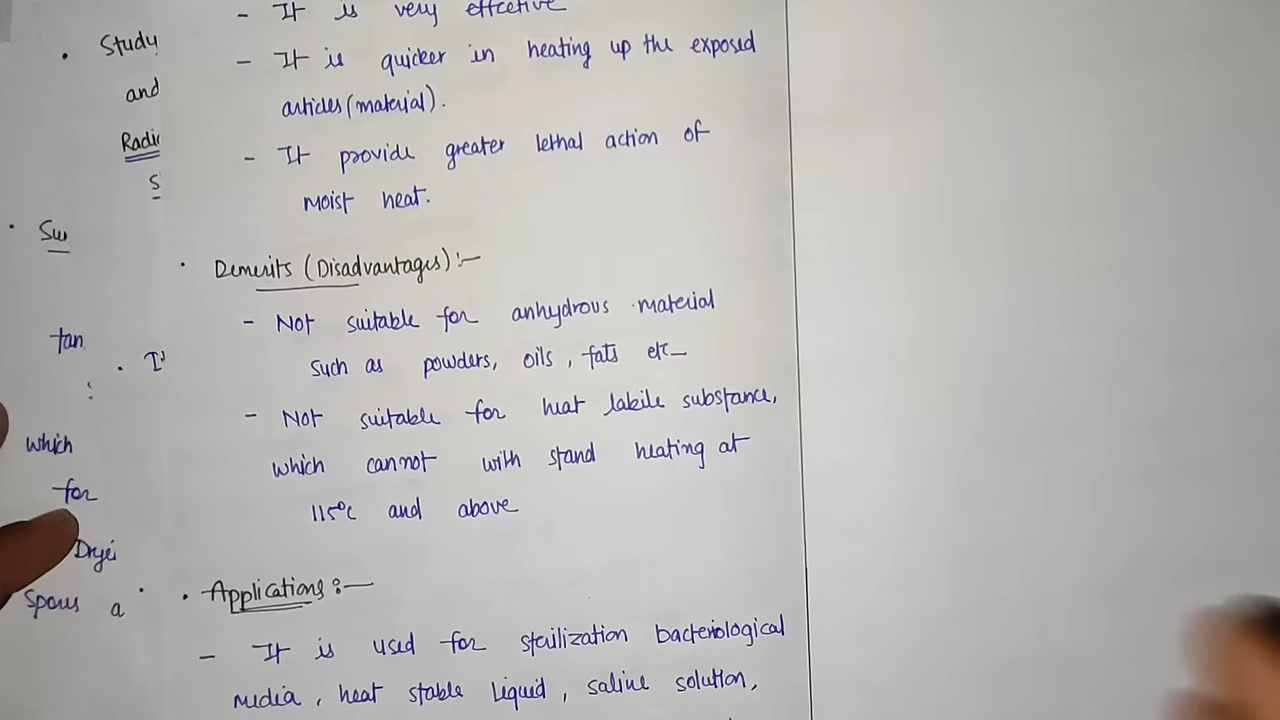 - It is very effective
- It is quicker in heating up the exposed
articles (material).
- It provide greater lethal action of
moist heat.
• Demerits (Disadvantages) :-
- Not suitable for anhydrous material
such as powders, oils, fats etc-
- Not suitable for heat labile substance,
which cannot with stand heating at
115°C and above
• Applications :-
- It is used for sterilization bacteriological
media, heat stable liquid, saline solution,
• Study
and
which
for